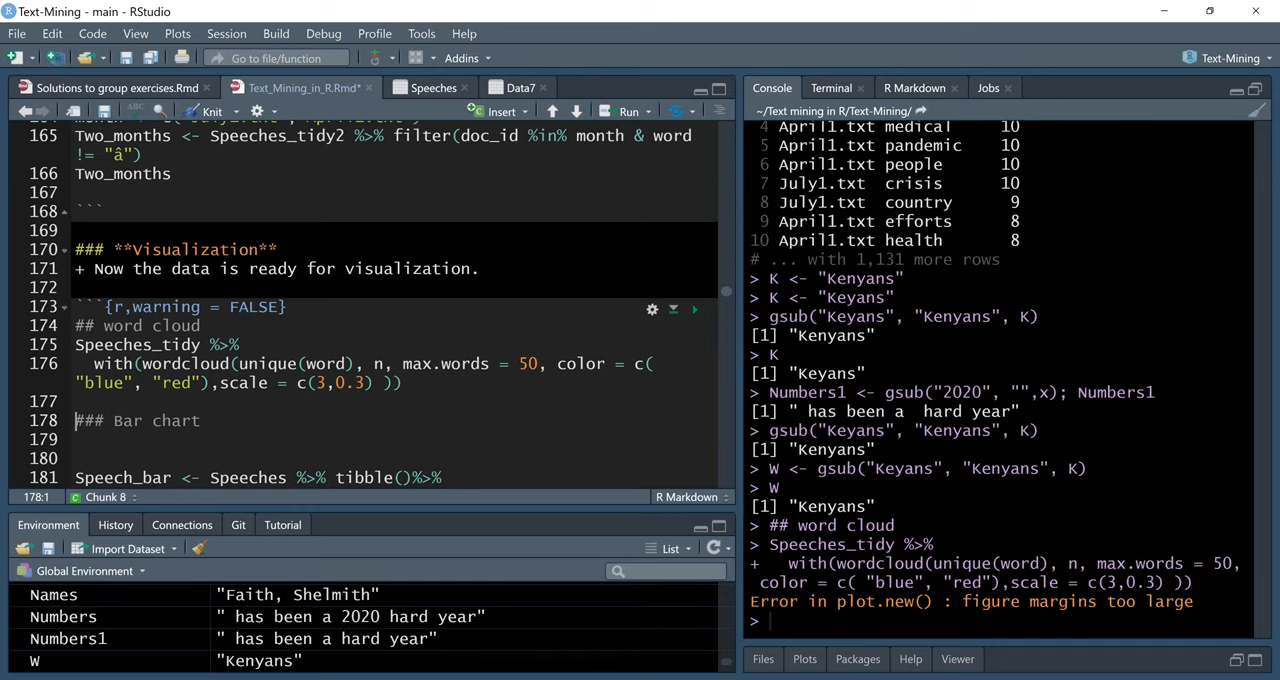 Text-Mining - main - RStudio
File Edit Code View Plots Session Build Debug Profile Tools Help
Go to file/function Addins Text-Mining
Solutions to group exercises.Rmd Text_Mining_in_R.Rmd* Speeches Data7
ABC Knit Insert Run
165 Two_months <- Speeches_tidy2 %>% filter(doc_id %in% month & word
!= "â")
166 Two_months
167
168 ```
169
170 ### **Visualization**
171 + Now the data is ready for visualization.
172
173 ```{r,warning = FALSE}
174 ## word cloud
175 Speeches_tidy %>%
176 with(wordcloud(unique(word), n, max.words = 50, color = c(
"blue", "red"),scale = c(3,0.3) ))
177
178 ### Bar chart
179
180
181 Speech_bar <- Speeches %>% tibble()%>%
178:1 Chunk 8 R Markdown
Environment History Connections Git Tutorial
Import Dataset List
Global Environment
Names "Faith, Shelmith"
Numbers " has been a 2020 hard year"
Numbers1 " has been a hard year"
W "Kenyans"
Console Terminal R Markdown Jobs
~/Text mining in R/Text-Mining/
4 April1.txt medical 10
5 April1.txt pandemic 10
6 April1.txt people 10
7 July1.txt crisis 10
8 July1.txt country 9
9 April1.txt efforts 8
10 April1.txt health 8
# ... with 1,131 more rows
> K <- "Kenyans"
> K <- "Keyans"
> gsub("Keyans", "Kenyans", K)
[1] "Kenyans"
> K
[1] "Keyans"
> Numbers1 <- gsub("2020", "",x); Numbers1
[1] " has been a  hard year"
> gsub("Keyans", "Kenyans", K)
[1] "Kenyans"
> W <- gsub("Keyans", "Kenyans", K)
> W
[1] "Kenyans"
> ## word cloud
> Speeches_tidy %>%
+   with(wordcloud(unique(word), n, max.words = 50,
color = c( "blue", "red"),scale = c(3,0.3) ))
Error in plot.new() : figure margins too large
>
Files Plots Packages Help Viewer